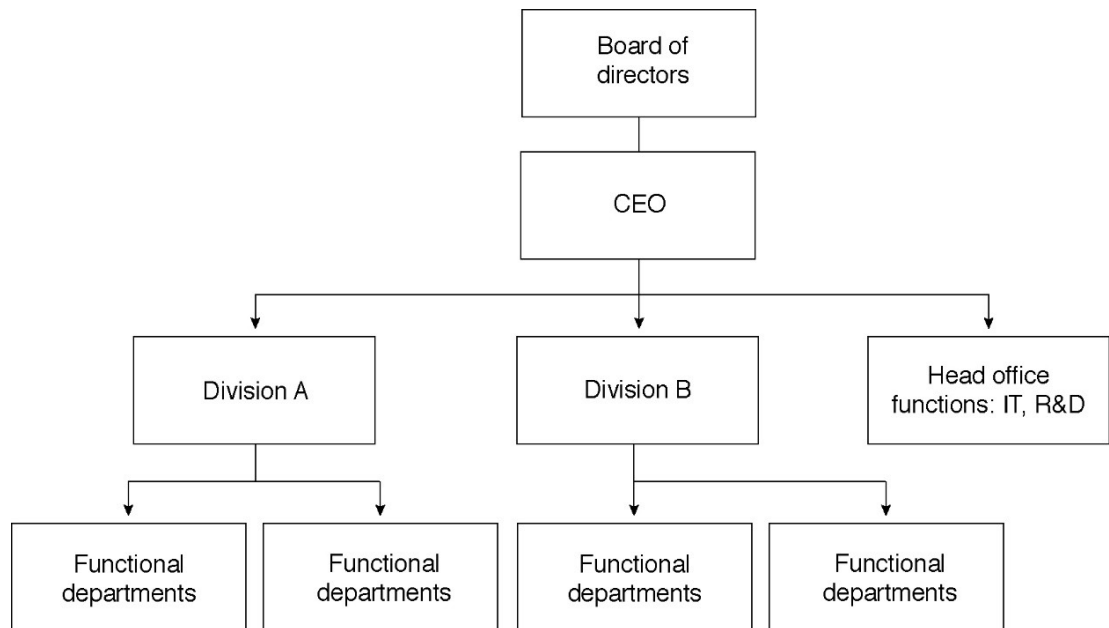 Board of
directors
CEO
Division A
Division B
Head office
functions: IT, R&D
Functional
departments
Functional
departments
Functional
departments
Functional
departments